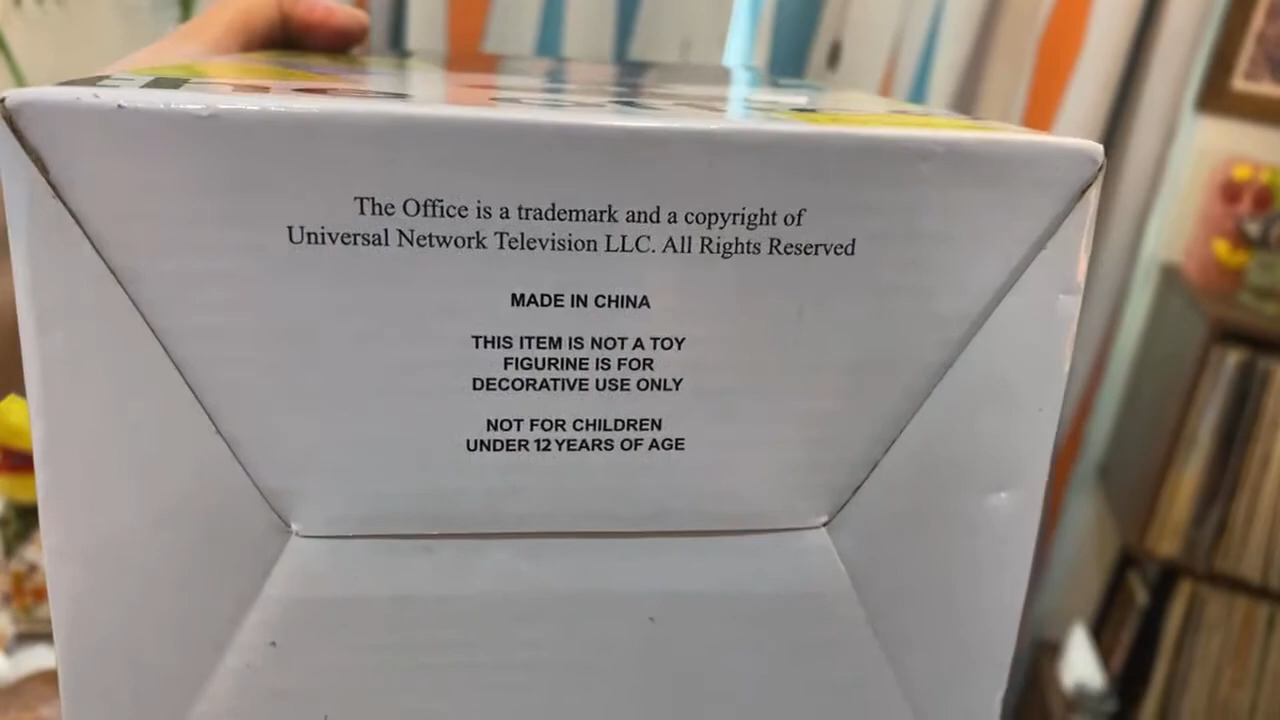 The Office is a trademark and a copyright of
Universal Network Television LLC. All Rights Reserved
MADE IN CHINA
THIS ITEM IS NOT A TOY
FIGURINE IS FOR
DECORATIVE USE ONLY
NOT FOR CHILDREN
UNDER 12 YEARS OF AGE